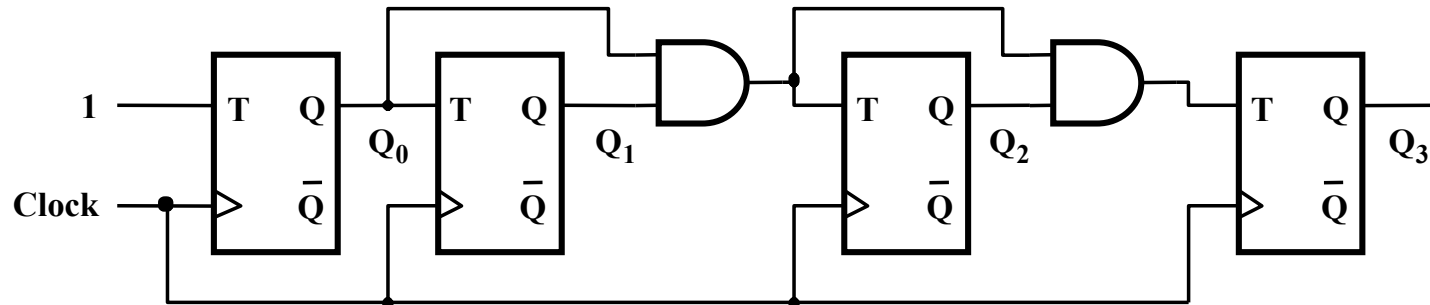 1 T Q T Q T Q T Q
Q₀ Q₁ Q₂ Q₃
Clock Q̅ Q̅ Q̅ Q̅